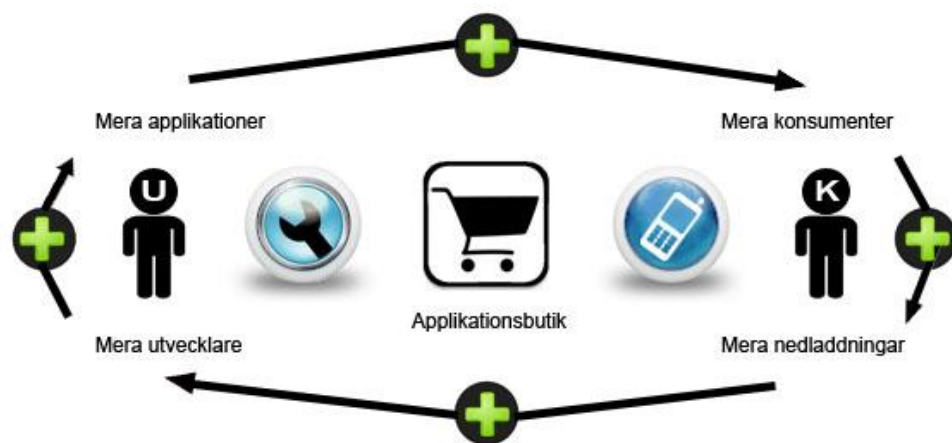 Mera applikationer
Mera konsumenter
U
K
Applikationsbutik
Mera utvecklare
Mera nedladdningar